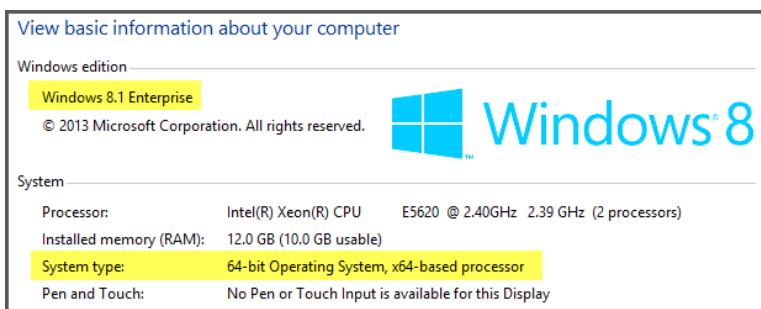 View basic information about your computer
Windows edition
Windows 8.1 Enterprise
© 2013 Microsoft Corporation. All rights reserved.
Windows® 8
TM
System
Processor: Intel(R) Xeon(R) CPU E5620 @ 2.40GHz 2.39 GHz (2 processors)
Installed memory (RAM): 12.0 GB (10.0 GB usable)
System type: 64-bit Operating System, x64-based processor
Pen and Touch: No Pen or Touch Input is available for this Display